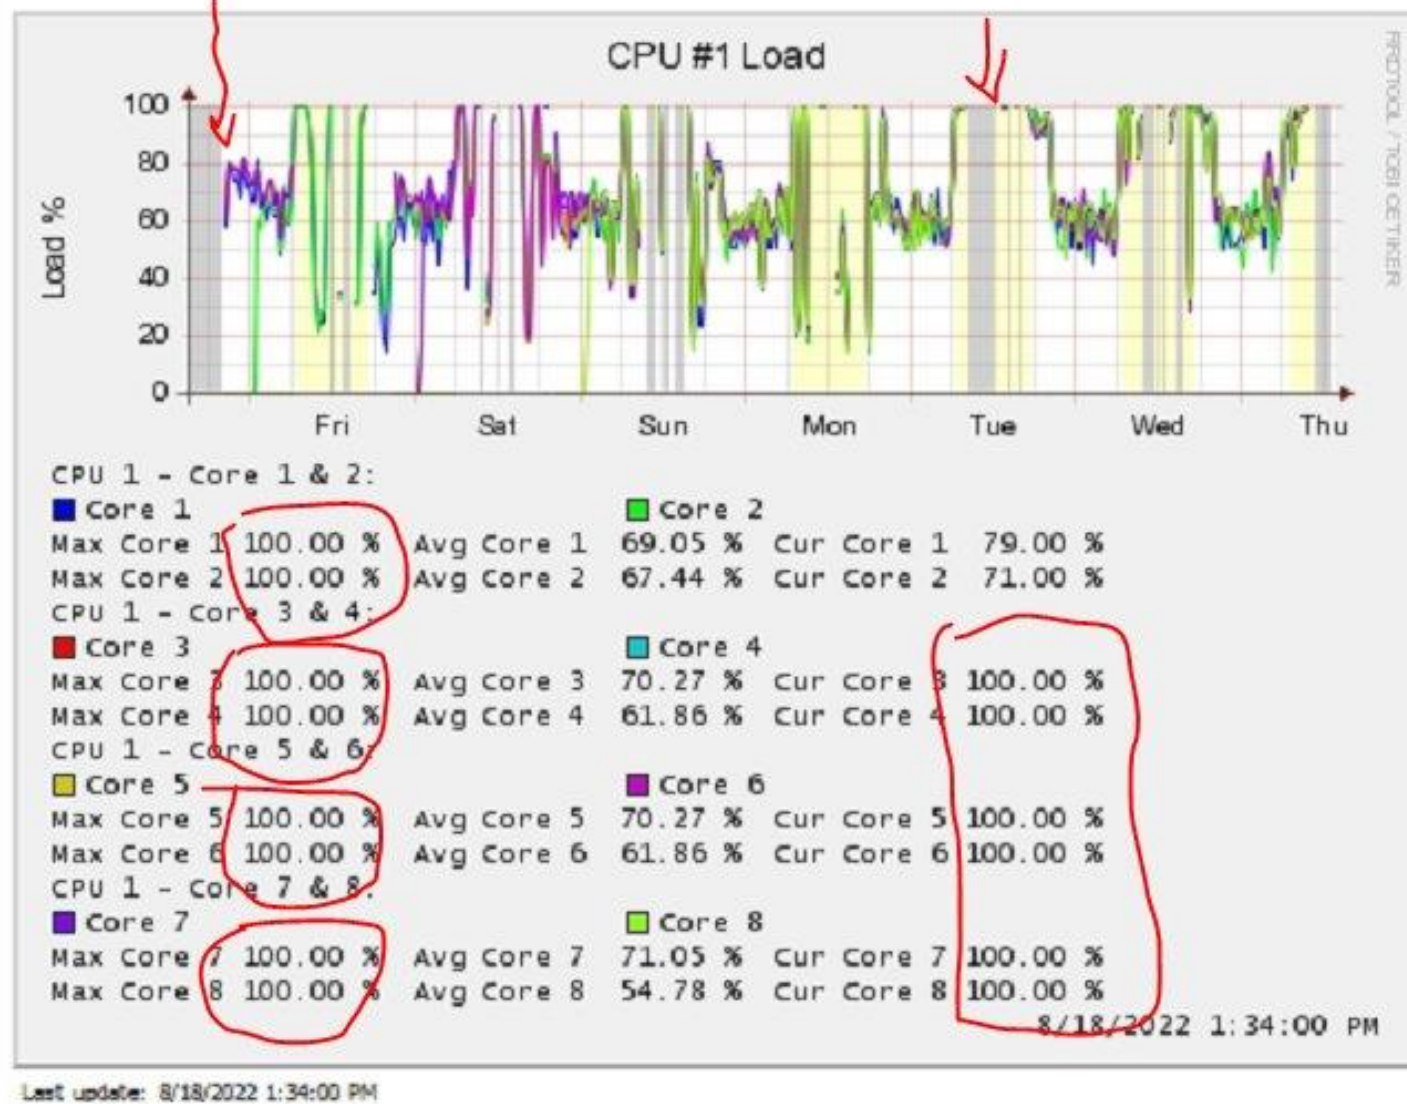 CPU #1 Load
RRDTOOL / TOBI OETIKER
Load %
100
80
60
40
20
0
Fri Sat Sun Mon Tue Wed Thu
CPU 1 - Core 1 & 2:
Core 1 Core 2
Max Core 1 100.00 % Avg Core 1 69.05 % Cur Core 1 79.00 %
Max Core 2 100.00 % Avg Core 2 67.44 % Cur Core 2 71.00 %
CPU 1 - Core 3 & 4:
Core 3 Core 4
Max Core 3 100.00 % Avg Core 3 70.27 % Cur Core 3 100.00 %
Max Core 4 100.00 % Avg Core 4 61.86 % Cur Core 4 100.00 %
CPU 1 - Core 5 & 6:
Core 5 Core 6
Max Core 5 100.00 % Avg Core 5 70.27 % Cur Core 5 100.00 %
Max Core 6 100.00 % Avg Core 6 61.86 % Cur Core 6 100.00 %
CPU 1 - Core 7 & 8:
Core 7 Core 8
Max Core 7 100.00 % Avg Core 7 71.05 % Cur Core 7 100.00 %
Max Core 8 100.00 % Avg Core 8 54.78 % Cur Core 8 100.00 %
8/18/2022 1:34:00 PM
Last update: 8/18/2022 1:34:00 PM